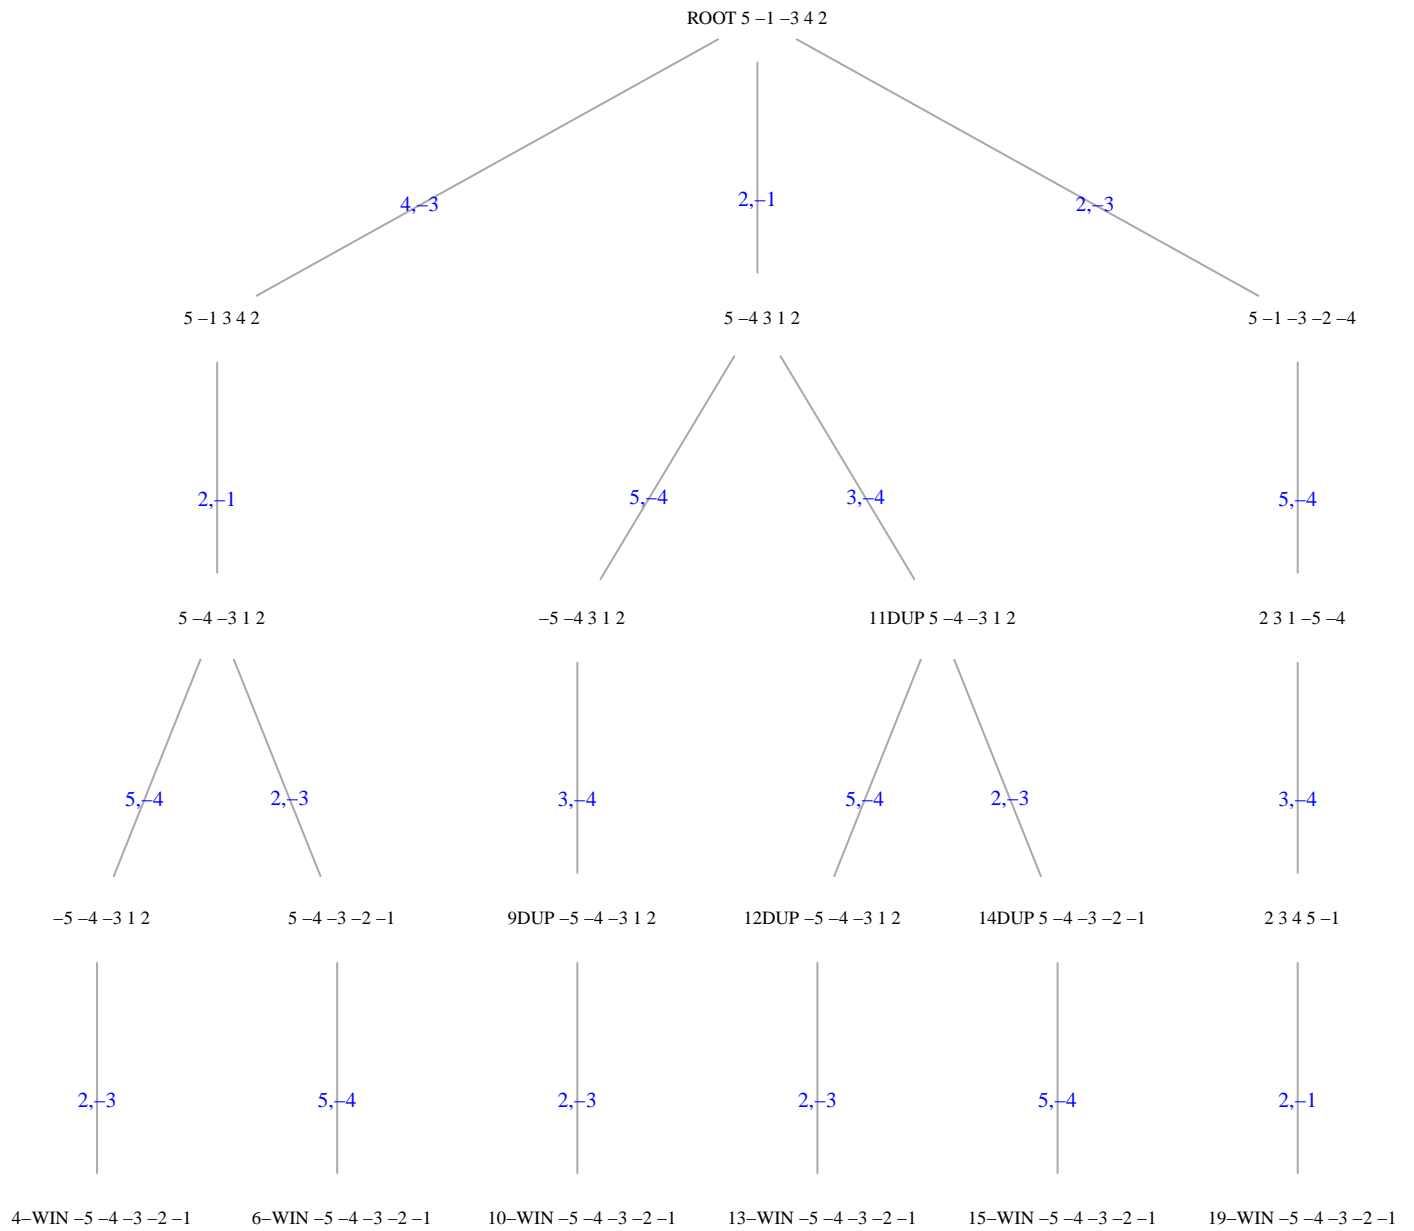 ROOT 5 –1 –3 4 2
4,–3
2,–1
2,–3
5 –1 3 4 2
5 –4 3 1 2
5 –1 –3 –2 –4
2,–1
5,–4
3,–4
5,–4
5 –4 –3 1 2
–5 –4 3 1 2
11DUP 5 –4 –3 1 2
2 3 1 –5 –4
5,–4
2,–3
3,–4
5,–4
2,–3
3,–4
–5 –4 –3 1 2
5 –4 –3 –2 –1
9DUP –5 –4 –3 1 2
12DUP –5 –4 –3 1 2
14DUP 5 –4 –3 –2 –1
2 3 4 5 –1
2,–3
5,–4
2,–3
2,–3
5,–4
2,–1
4–WIN –5 –4 –3 –2 –1
6–WIN –5 –4 –3 –2 –1
10–WIN –5 –4 –3 –2 –1
13–WIN –5 –4 –3 –2 –1
15–WIN –5 –4 –3 –2 –1
19–WIN –5 –4 –3 –2 –1